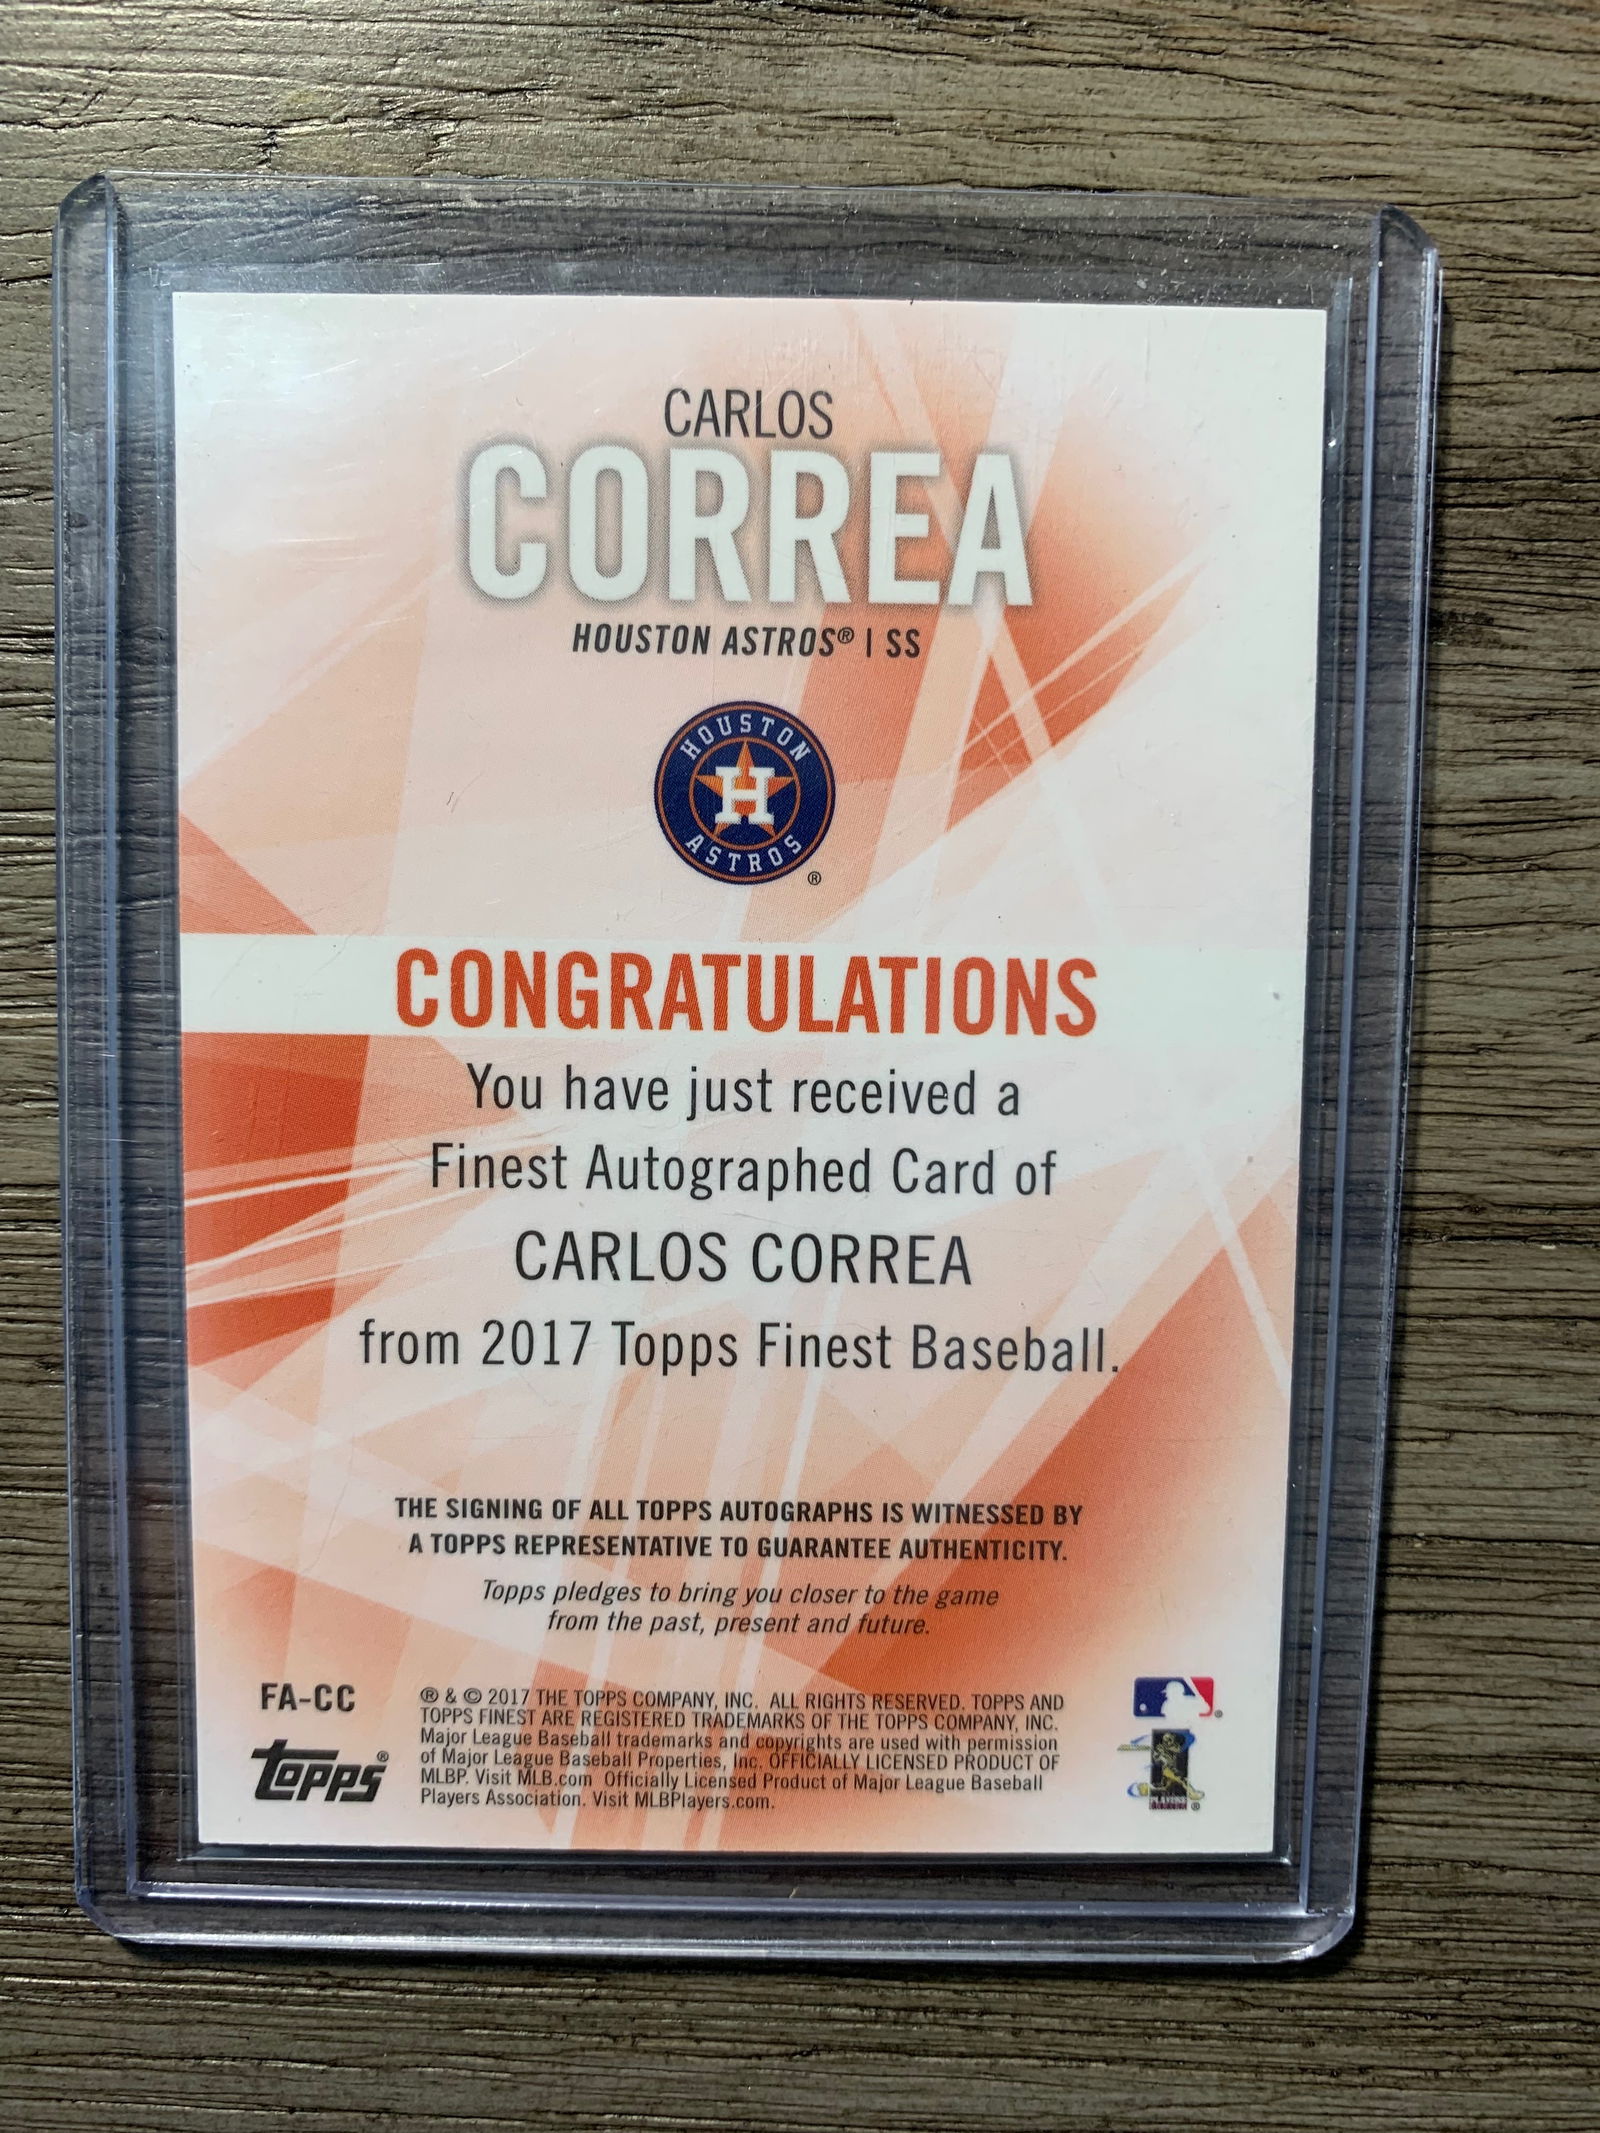 CARLOS
CORREA
HOUSTON ASTROS® | SS
HOUSTON
H
ASTROS
®
CONGRATULATIONS
You have just received a
Finest Autographed Card of
CARLOS CORREA
from 2017 Topps Finest Baseball.
THE SIGNING OF ALL TOPPS AUTOGRAPHS IS WITNESSED BY
A TOPPS REPRESENTATIVE TO GUARANTEE AUTHENTICITY.
Topps pledges to bring you closer to the game
from the past, present and future.
FA-CC
topps®
® & © 2017 THE TOPPS COMPANY, INC. ALL RIGHTS RESERVED. TOPPS AND
TOPPS FINEST ARE REGISTERED TRADEMARKS OF THE TOPPS COMPANY, INC.
Major League Baseball trademarks and copyrights are used with permission
of Major League Baseball Properties, Inc. OFFICIALLY LICENSED PRODUCT OF
MLBP. Visit MLB.com Officially Licensed Product of Major League Baseball
Players Association. Visit MLBPlayers.com.
®
PLAYERS
®